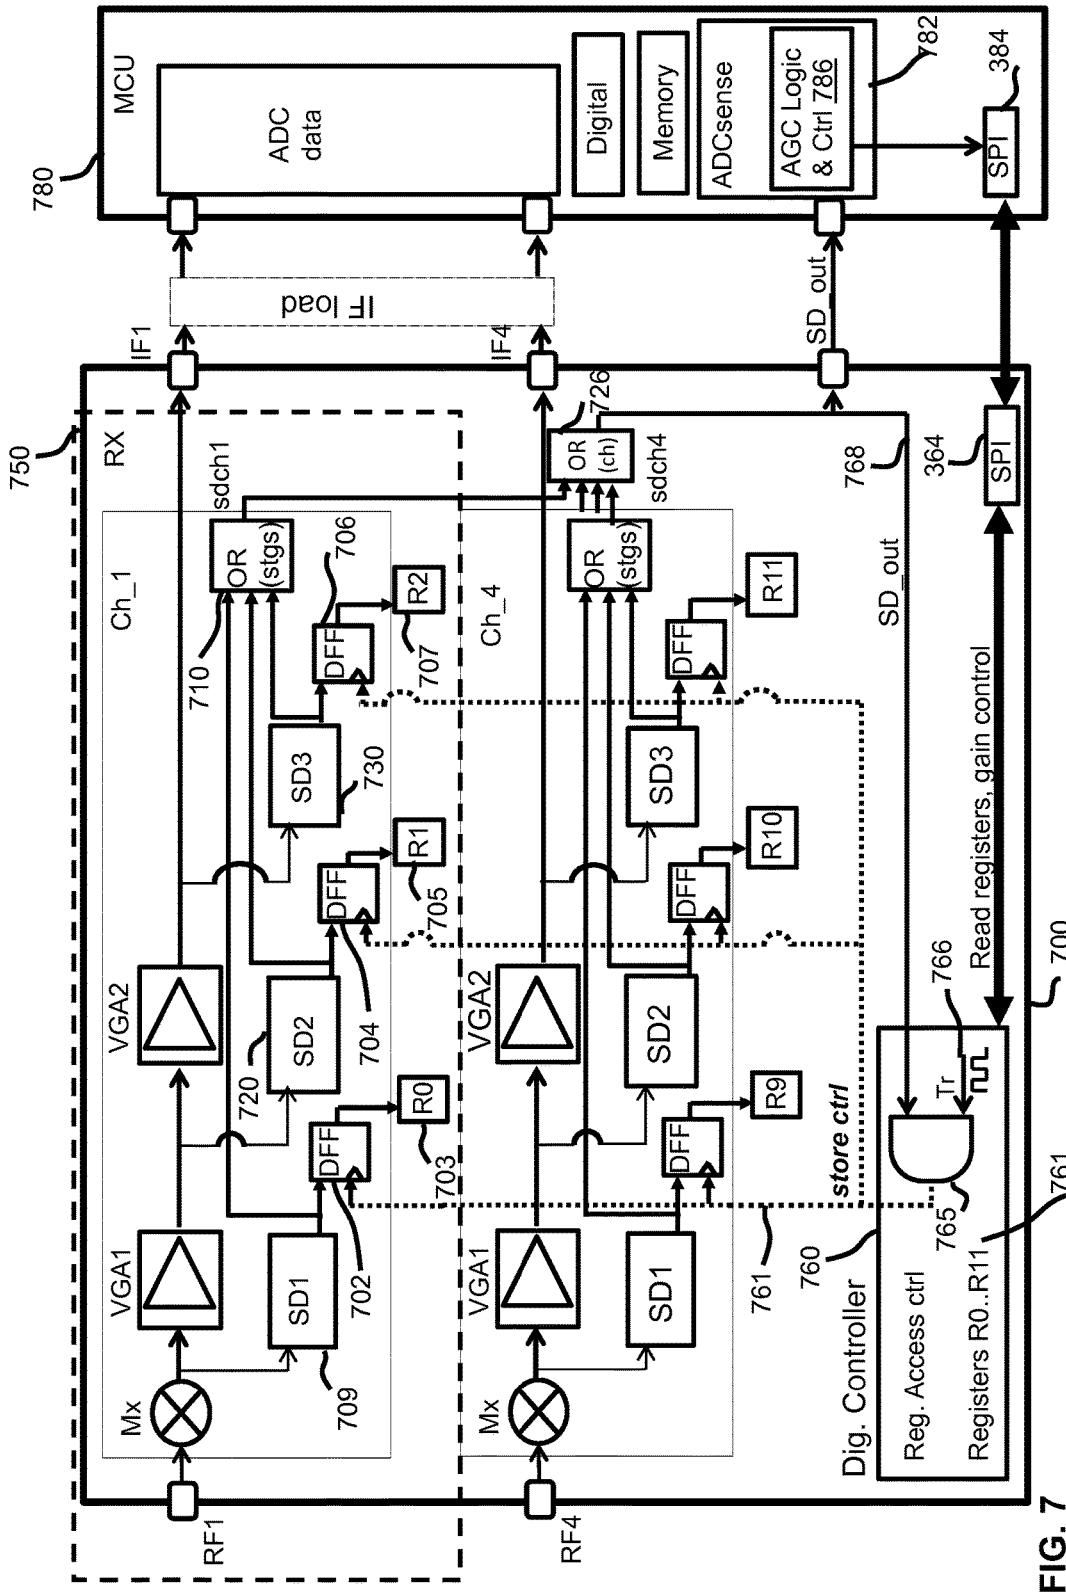 780
MCU
ADC
data
Digital
Memory
ADCsense
AGC Logic
& Ctrl 786
782
384
SPI
IF load
IF1
IF4
SD_out
750
RX
sdch1
726
OR
(ch)
sdch4
768
364
SPI
Ch_1
OR
(stgs)
706
710
DFF
R2
707
Ch_4
OR
(stgs)
DFF
R11
SD_out
SD3
730
SD3
Read registers, gain control
DFF
R1
705
704
DFF
R10
VGA2
SD2
720
VGA2
SD2
766
700
DFF
R0
703
702
DFF
R9
store ctrl
Tr
765
761
VGA1
SD1
709
VGA1
SD1
761
760
Dig. Controller
Reg. Access ctrl
Registers R0..R11
Mx
Mx
RF1
RF4
FIG. 7